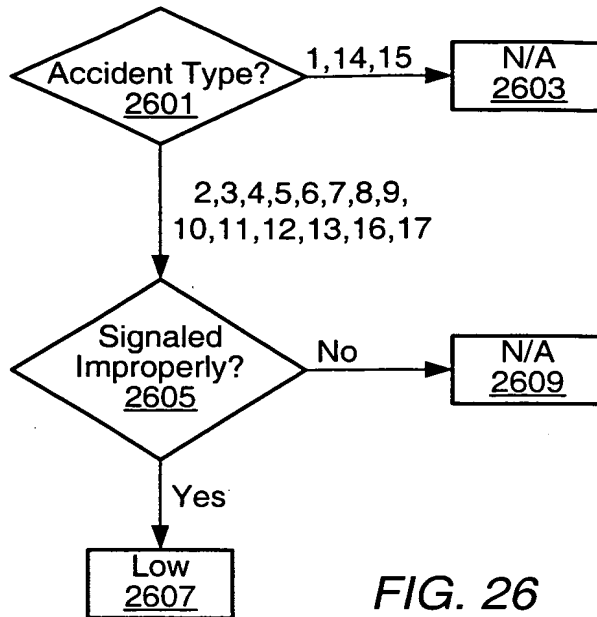 Accident Type?
2601
1,14,15
N/A
2603
2,3,4,5,6,7,8,9,
10,11,12,13,16,17
Signaled
Improperly?
2605
No
N/A
2609
Yes
Low
2607
FIG. 26